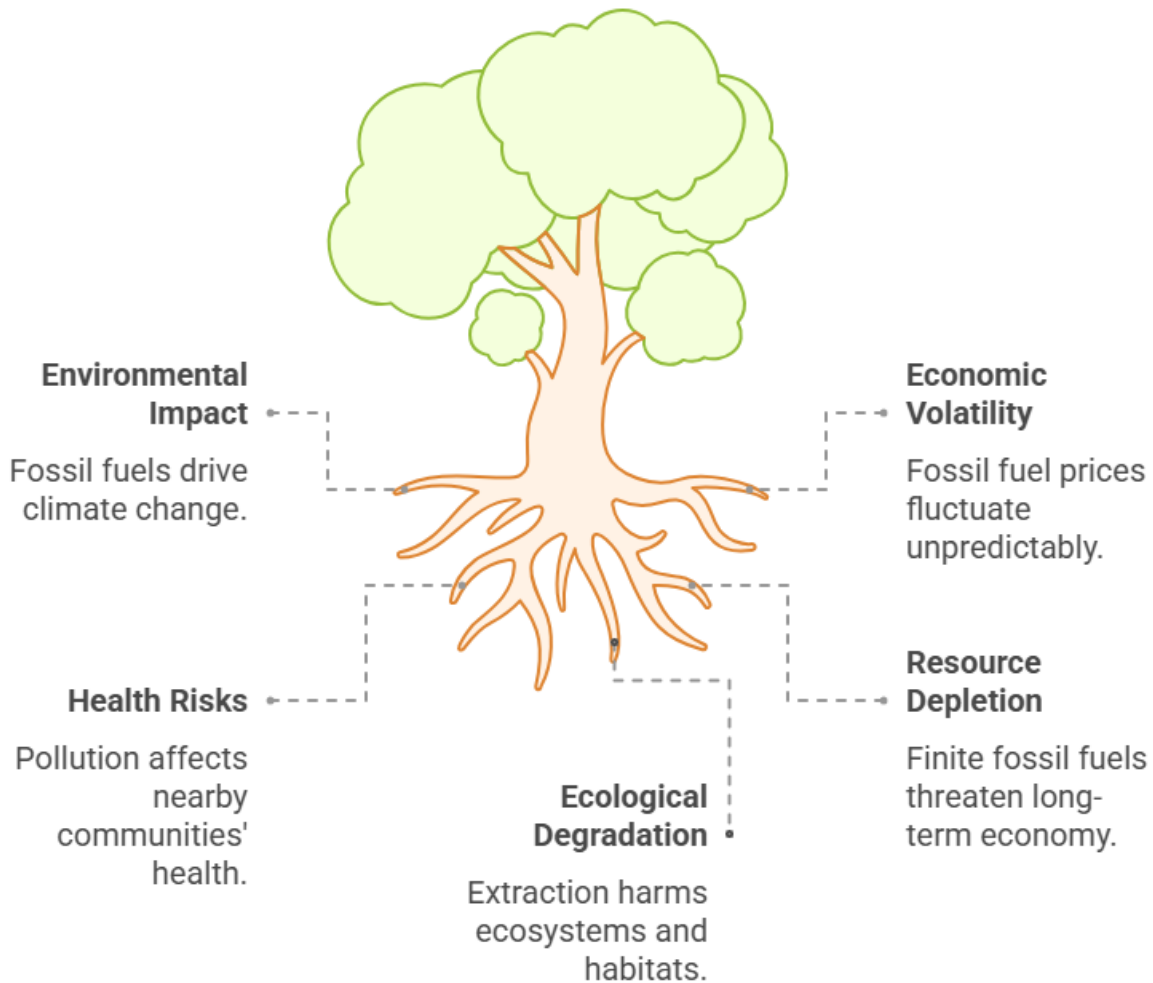 Environmental
Impact
Fossil fuels drive
climate change.
Economic
Volatility
Fossil fuel prices
fluctuate
unpredictably.
Health Risks
Pollution affects
nearby
communities'
health.
Resource
Depletion
Finite fossil fuels
threaten long-
term economy.
Ecological
Degradation
Extraction harms
ecosystems and
habitats.